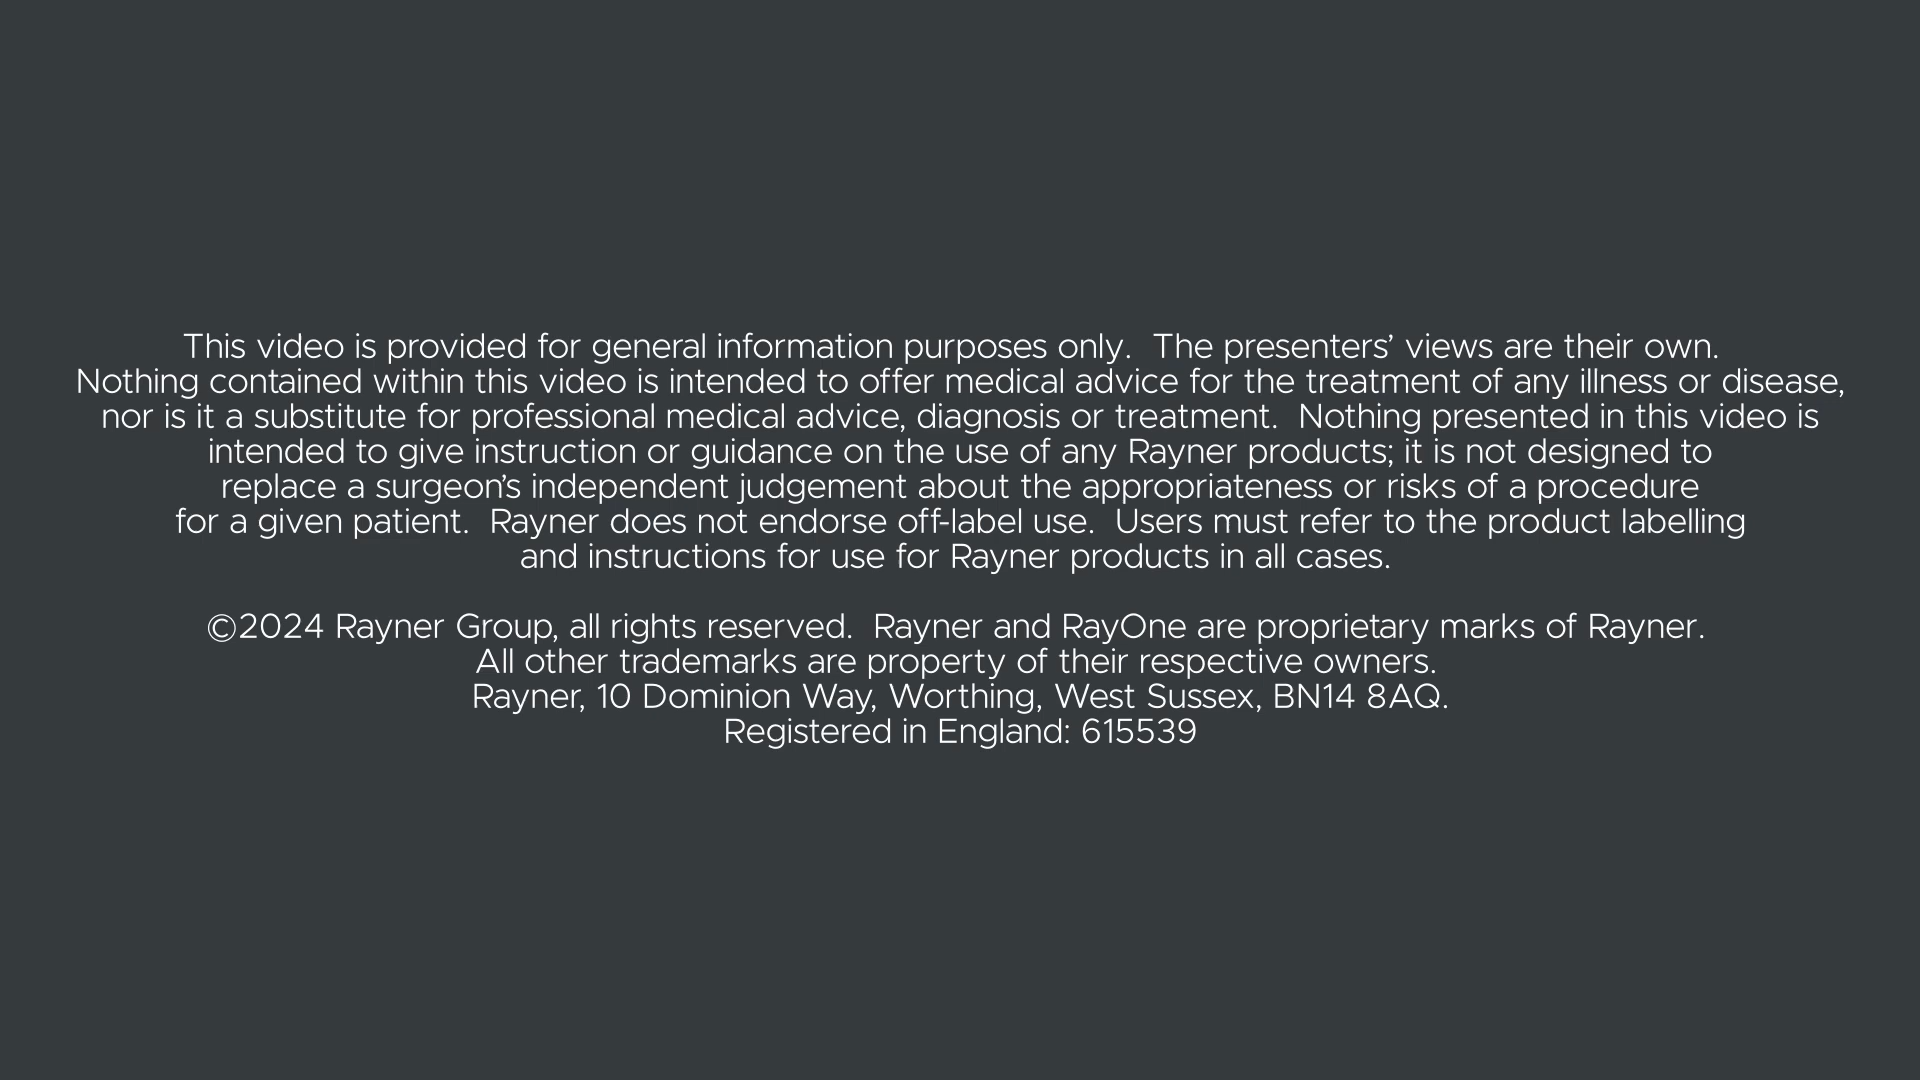 This video is provided for general information purposes only.  The presenters’ views are their own.
Nothing contained within this video is intended to offer medical advice for the treatment of any illness or disease,
nor is it a substitute for professional medical advice, diagnosis or treatment.  Nothing presented in this video is
intended to give instruction or guidance on the use of any Rayner products; it is not designed to
replace a surgeon’s independent judgement about the appropriateness or risks of a procedure
for a given patient.  Rayner does not endorse off-label use.  Users must refer to the product labelling
and instructions for use for Rayner products in all cases.
©2024 Rayner Group, all rights reserved.  Rayner and RayOne are proprietary marks of Rayner.
All other trademarks are property of their respective owners.
Rayner, 10 Dominion Way, Worthing, West Sussex, BN14 8AQ.
Registered in England: 615539